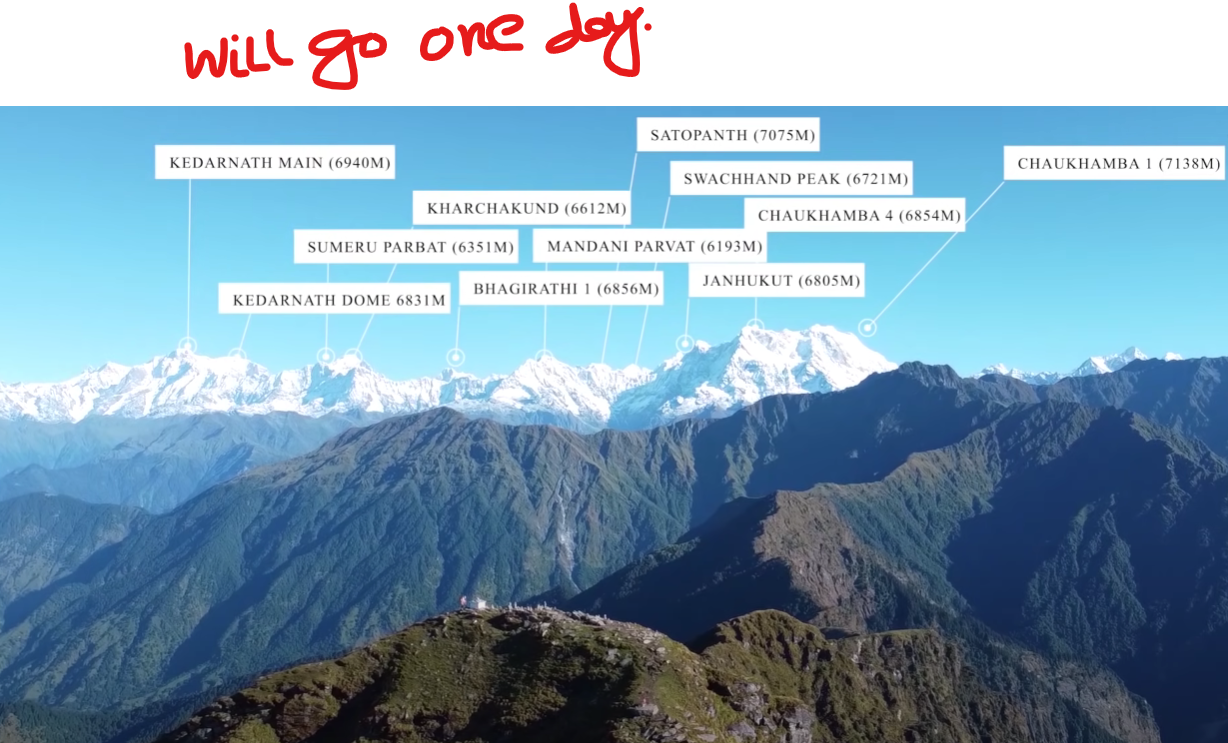 Will go one day.
SATOPANTH (7075M)
KEDARNATH MAIN (6940M)
CHAUKHAMBA 1 (7138M)
SWACHHAND PEAK (6721M)
KHARCHAKUND (6612M)
CHAUKHAMBA 4 (6854M)
SUMERU PARBAT (6351M)
MANDANI PARVAT (6193M)
JANHUKUT (6805M)
BHAGIRATHI 1 (6856M)
KEDARNATH DOME 6831M